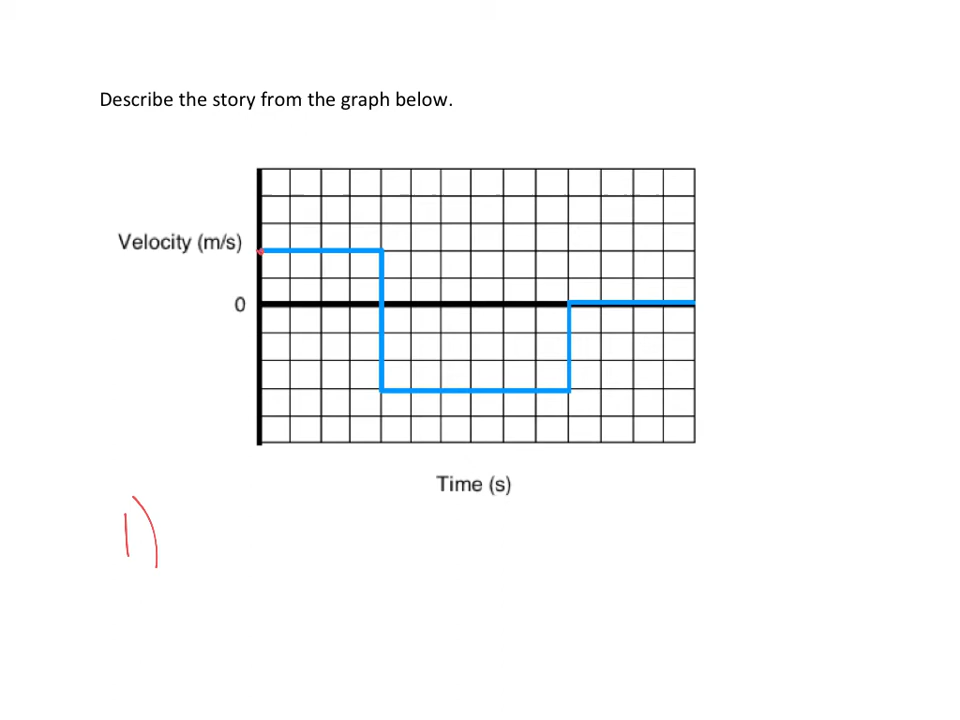 Describe the story from the graph below.
Velocity (m/s)
0
Time (s)
1)